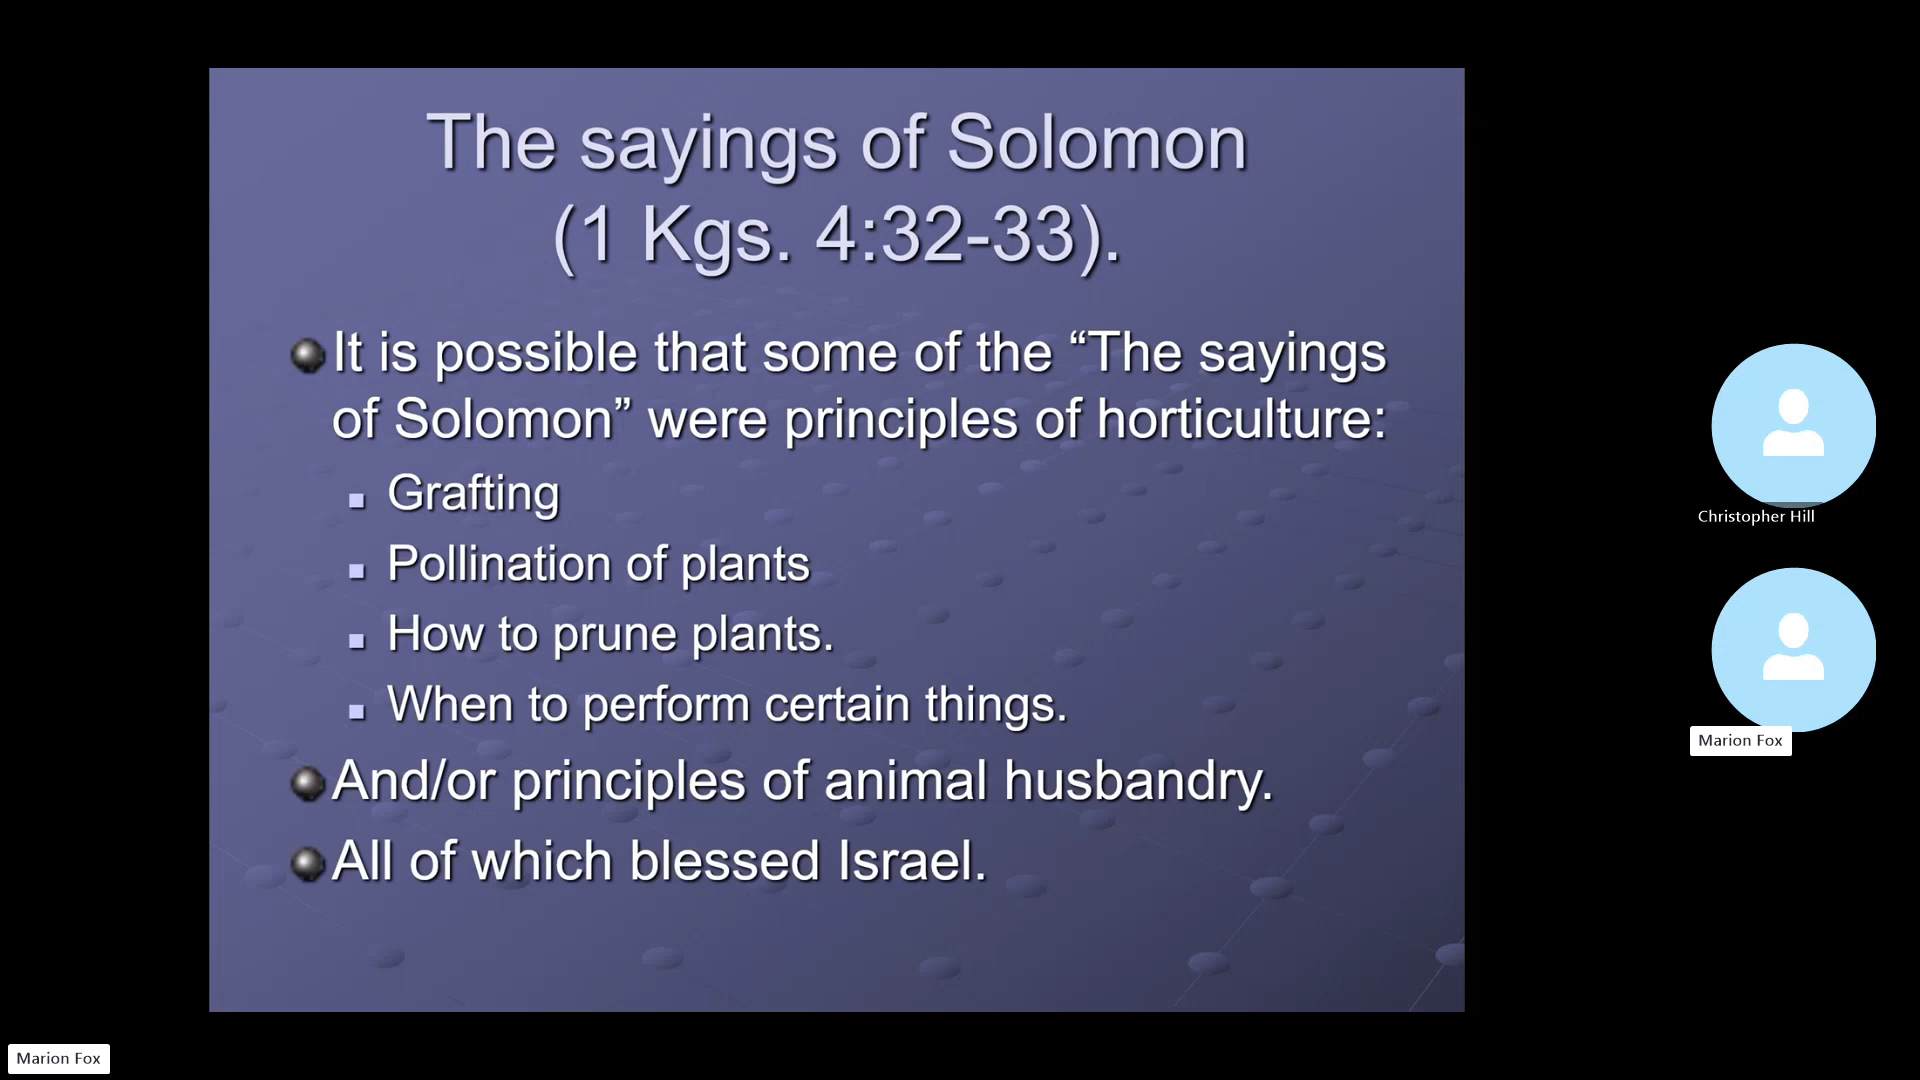 The sayings of Solomon
(1 Kgs. 4:32-33).
It is possible that some of the “The sayings
of Solomon” were principles of horticulture:
Grafting
Pollination of plants
How to prune plants.
When to perform certain things.
And/or principles of animal husbandry.
All of which blessed Israel.
Christopher Hill
Marion Fox
Marion Fox